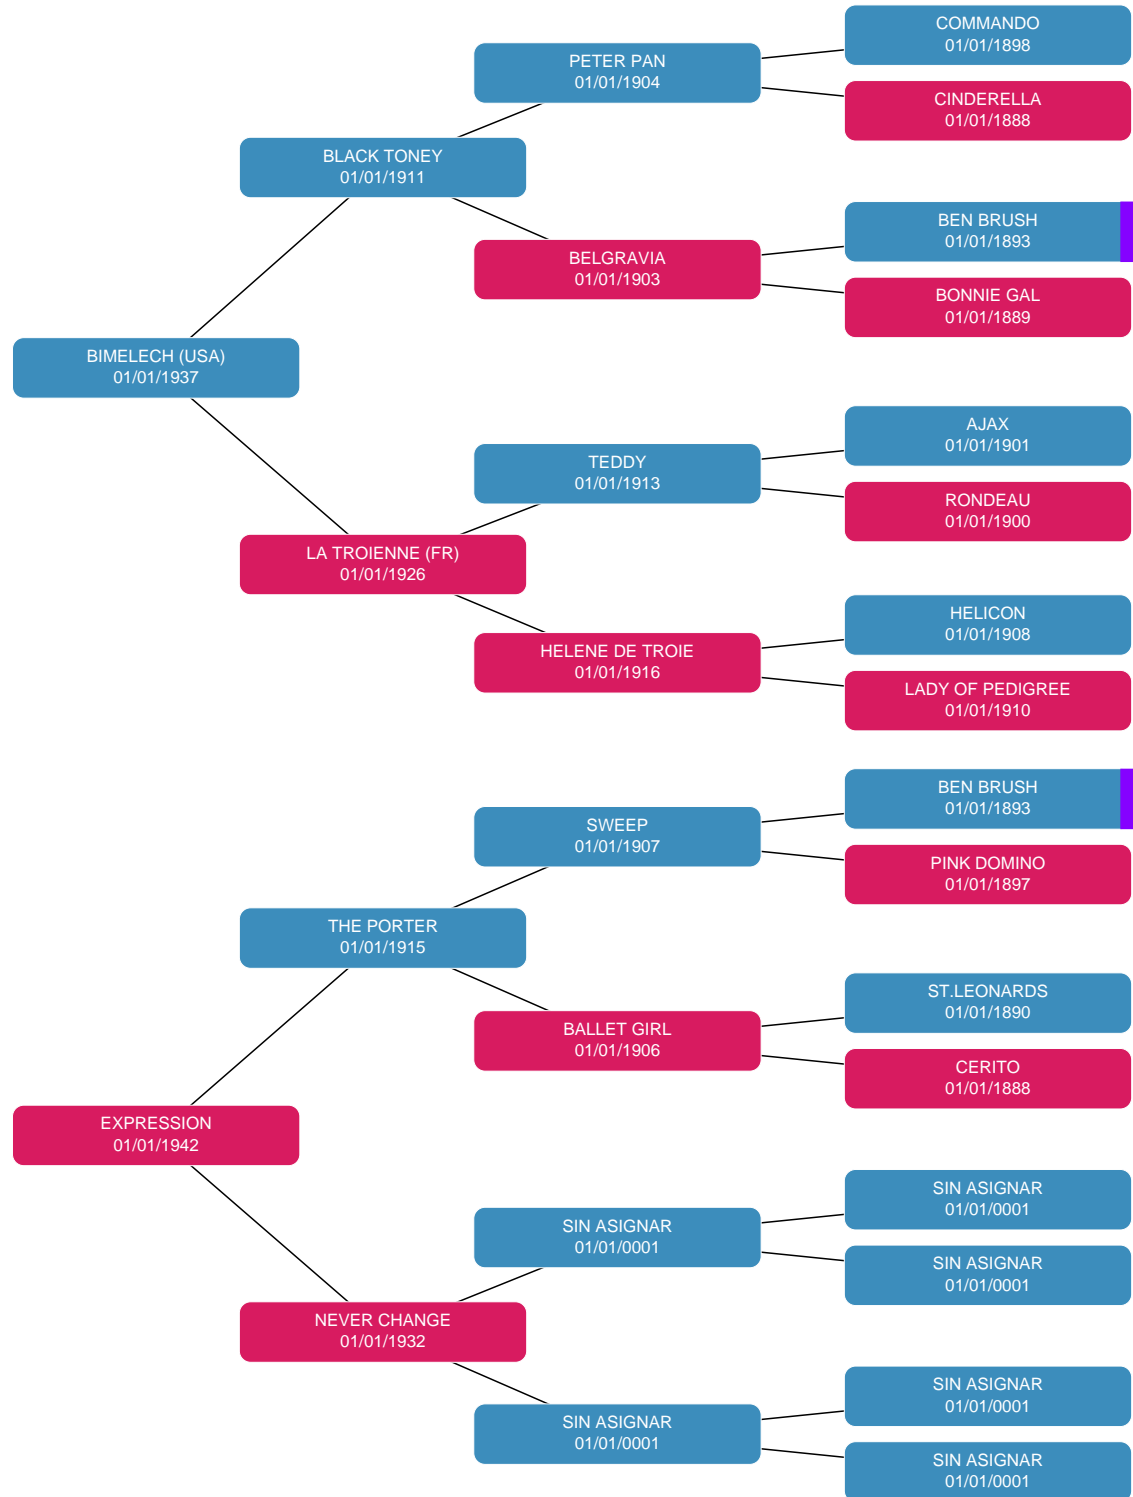 COMMANDO
01/01/1898
PETER PAN
01/01/1904
CINDERELLA
01/01/1888
BLACK TONEY
01/01/1911
BEN BRUSH
01/01/1893
BELGRAVIA
01/01/1903
BONNIE GAL
01/01/1889
BIMELECH (USA)
01/01/1937
AJAX
01/01/1901
TEDDY
01/01/1913
RONDEAU
01/01/1900
LA TROIENNE (FR)
01/01/1926
HELICON
01/01/1908
HELENE DE TROIE
01/01/1916
LADY OF PEDIGREE
01/01/1910
BEN BRUSH
01/01/1893
SWEEP
01/01/1907
PINK DOMINO
01/01/1897
THE PORTER
01/01/1915
ST.LEONARDS
01/01/1890
BALLET GIRL
01/01/1906
CERITO
01/01/1888
EXPRESSION
01/01/1942
SIN ASIGNAR
01/01/0001
SIN ASIGNAR
01/01/0001
SIN ASIGNAR
01/01/0001
NEVER CHANGE
01/01/1932
SIN ASIGNAR
01/01/0001
SIN ASIGNAR
01/01/0001
SIN ASIGNAR
01/01/0001